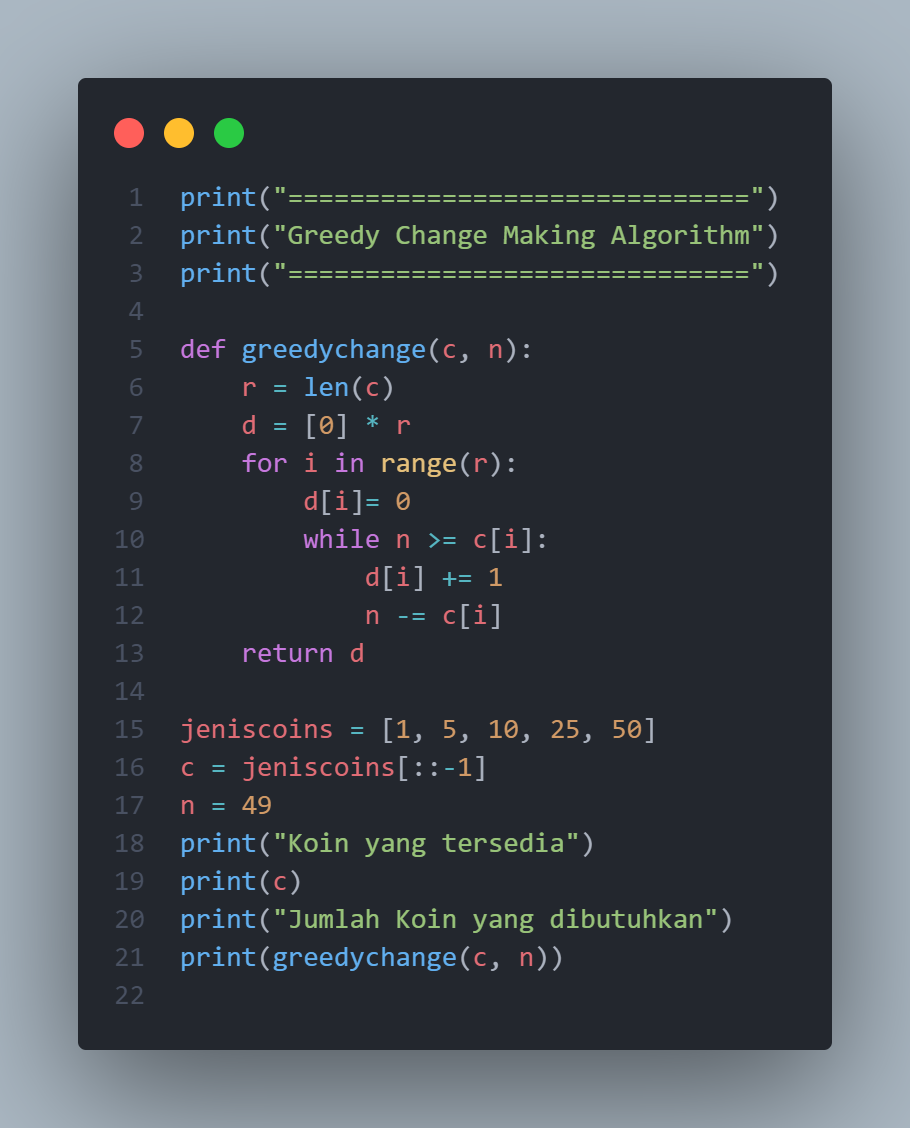 1 print("==============================")
2 print("Greedy Change Making Algorithm")
3 print("==============================")
4
5 def greedychange(c, n):
6     r = len(c)
7     d = [0] * r
8     for i in range(r):
9         d[i]= 0
10         while n >= c[i]:
11             d[i] += 1
12             n -= c[i]
13     return d
14
15 jeniscoins = [1, 5, 10, 25, 50]
16 c = jeniscoins[::-1]
17 n = 49
18 print("Koin yang tersedia")
19 print(c)
20 print("Jumlah Koin yang dibutuhkan")
21 print(greedychange(c, n))
22